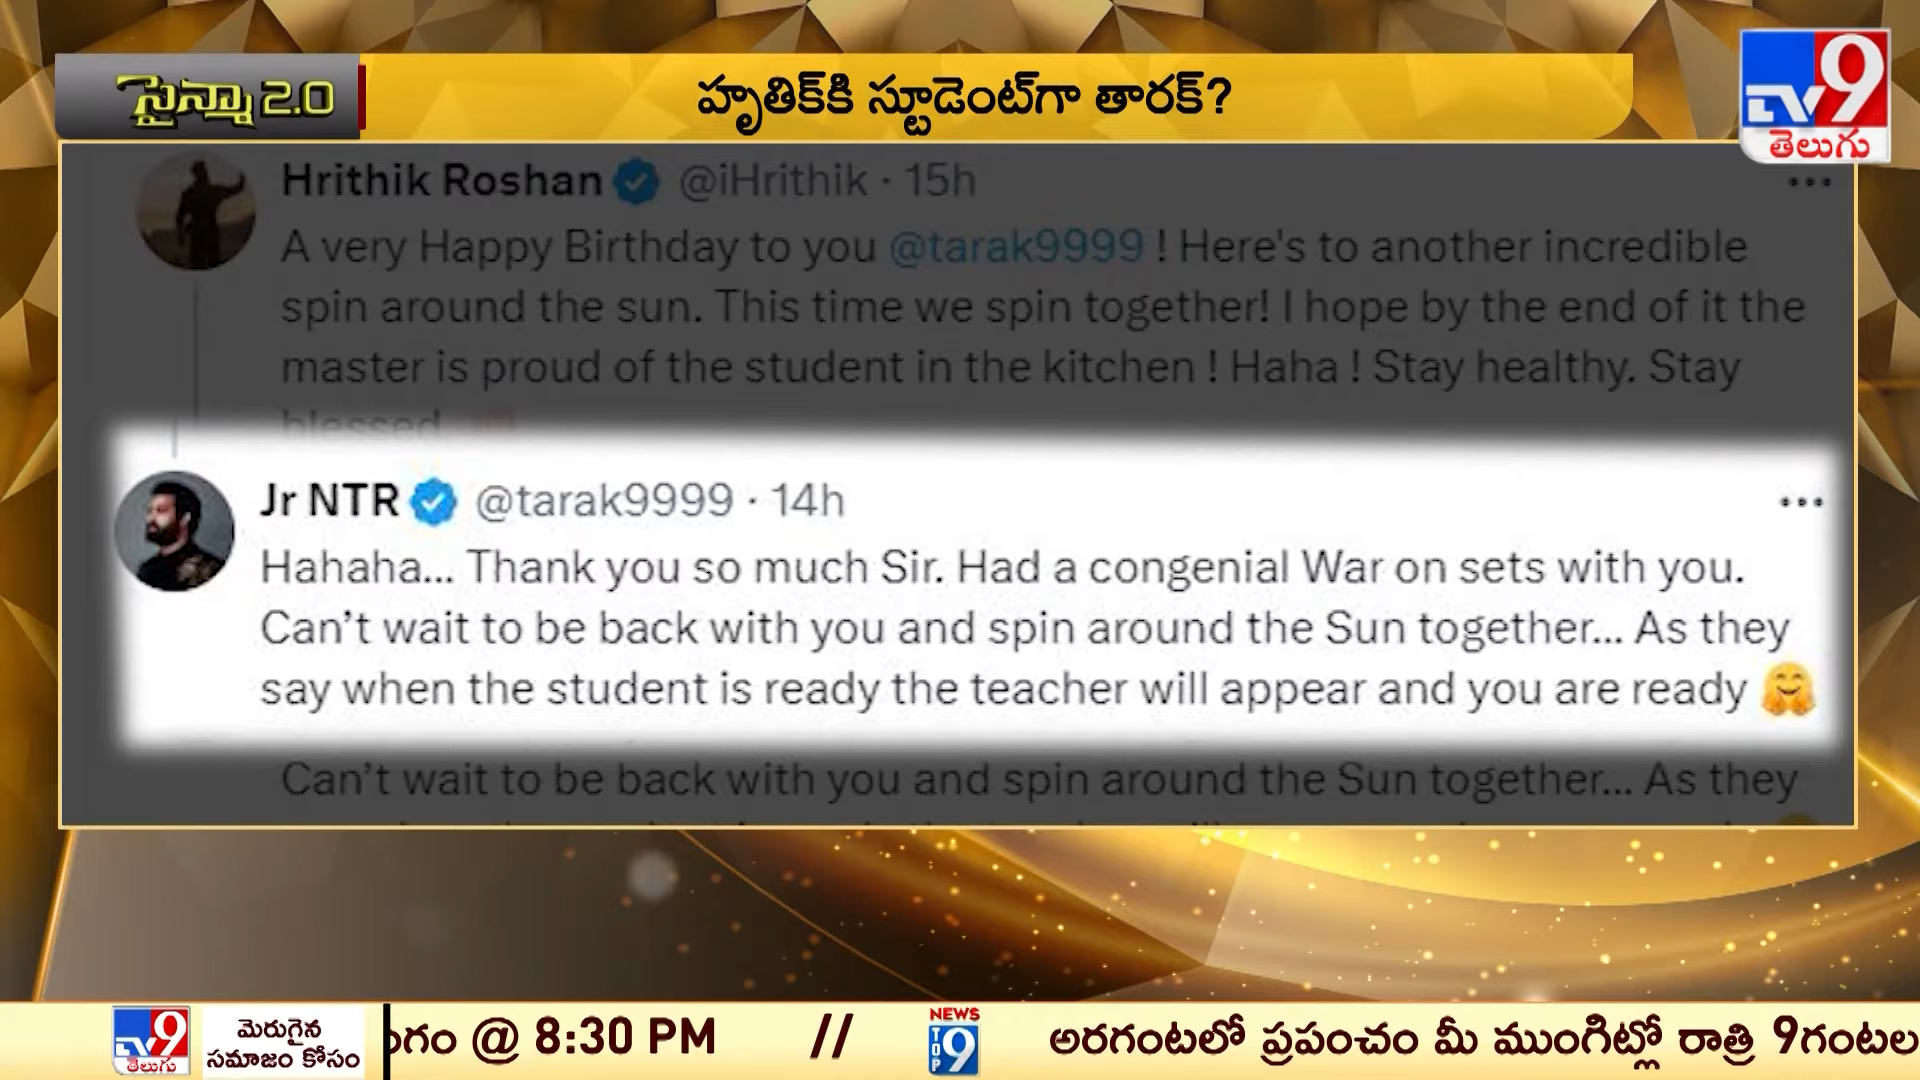 సైన్మా 2.0
హృతిక్‌కి స్టూడెంట్‌గా తారక్?
TV9
తెలుగు
Hrithik Roshan @iHrithik · 15h
A very Happy Birthday to you @tarak9999 ! Here's to another incredible
spin around the sun. This time we spin together! I hope by the end of it the
master is proud of the student in the kitchen ! Haha ! Stay healthy. Stay
blessed.
Jr NTR @tarak9999 · 14h
Hahaha... Thank you so much Sir. Had a congenial War on sets with you.
Can't wait to be back with you and spin around the Sun together... As they
say when the student is ready the teacher will appear and you are ready 🤗
Can't wait to be back with you and spin around the Sun together... As they
TV9
తెలుగు
మెరుగైన
సమాజం కోసం
@ 8:30 PM // NEWS TOP 9 అరగంటలో ప్రపంచం మీ ముంగిట్లో రాత్రి 9గంటల